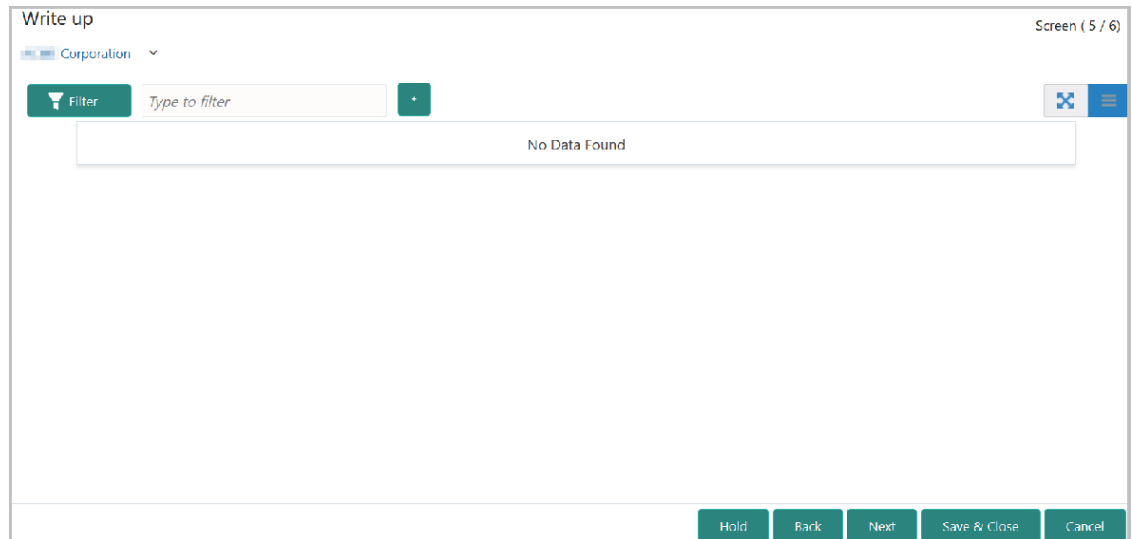 Write up
Screen ( 5 / 6)
Corporation
Filter
Type to filter
No Data Found
Hold
Back
Next
Save & Close
Cancel